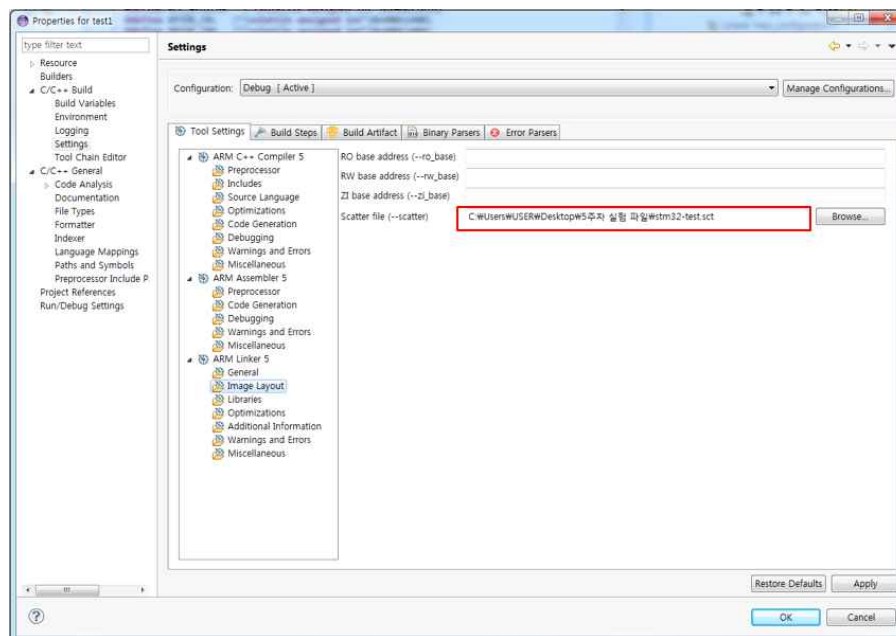 Properties for test1
type filter text
Settings
Resource
Builders
C/C++ Build
Build Variables
Environment
Logging
Settings
Tool Chain Editor
C/C++ General
Code Analysis
Documentation
File Types
Formatter
Indexer
Language Mappings
Paths and Symbols
Preprocessor Include P
Project References
Run/Debug Settings
Configuration: Debug [ Active ]
Manage Configurations...
Tool Settings Build Steps Build Artifact Binary Parsers Error Parsers
ARM C++ Compiler 5
Preprocessor
Includes
Source Language
Optimizations
Code Generation
Debugging
Warnings and Errors
Miscellaneous
ARM Assembler 5
Preprocessor
Code Generation
Debugging
Warnings and Errors
Miscellaneous
ARM Linker 5
General
Image Layout
Libraries
Optimizations
Additional Information
Warnings and Errors
Miscellaneous
RO base address (--ro_base)
RW base address (--rw_base)
ZI base address (--zi_base)
Scatter file (--scatter) C:₩Users₩USER₩Desktop₩5주차 실험 파일₩stm32-test.sct Browse...
Restore Defaults Apply
OK Cancel